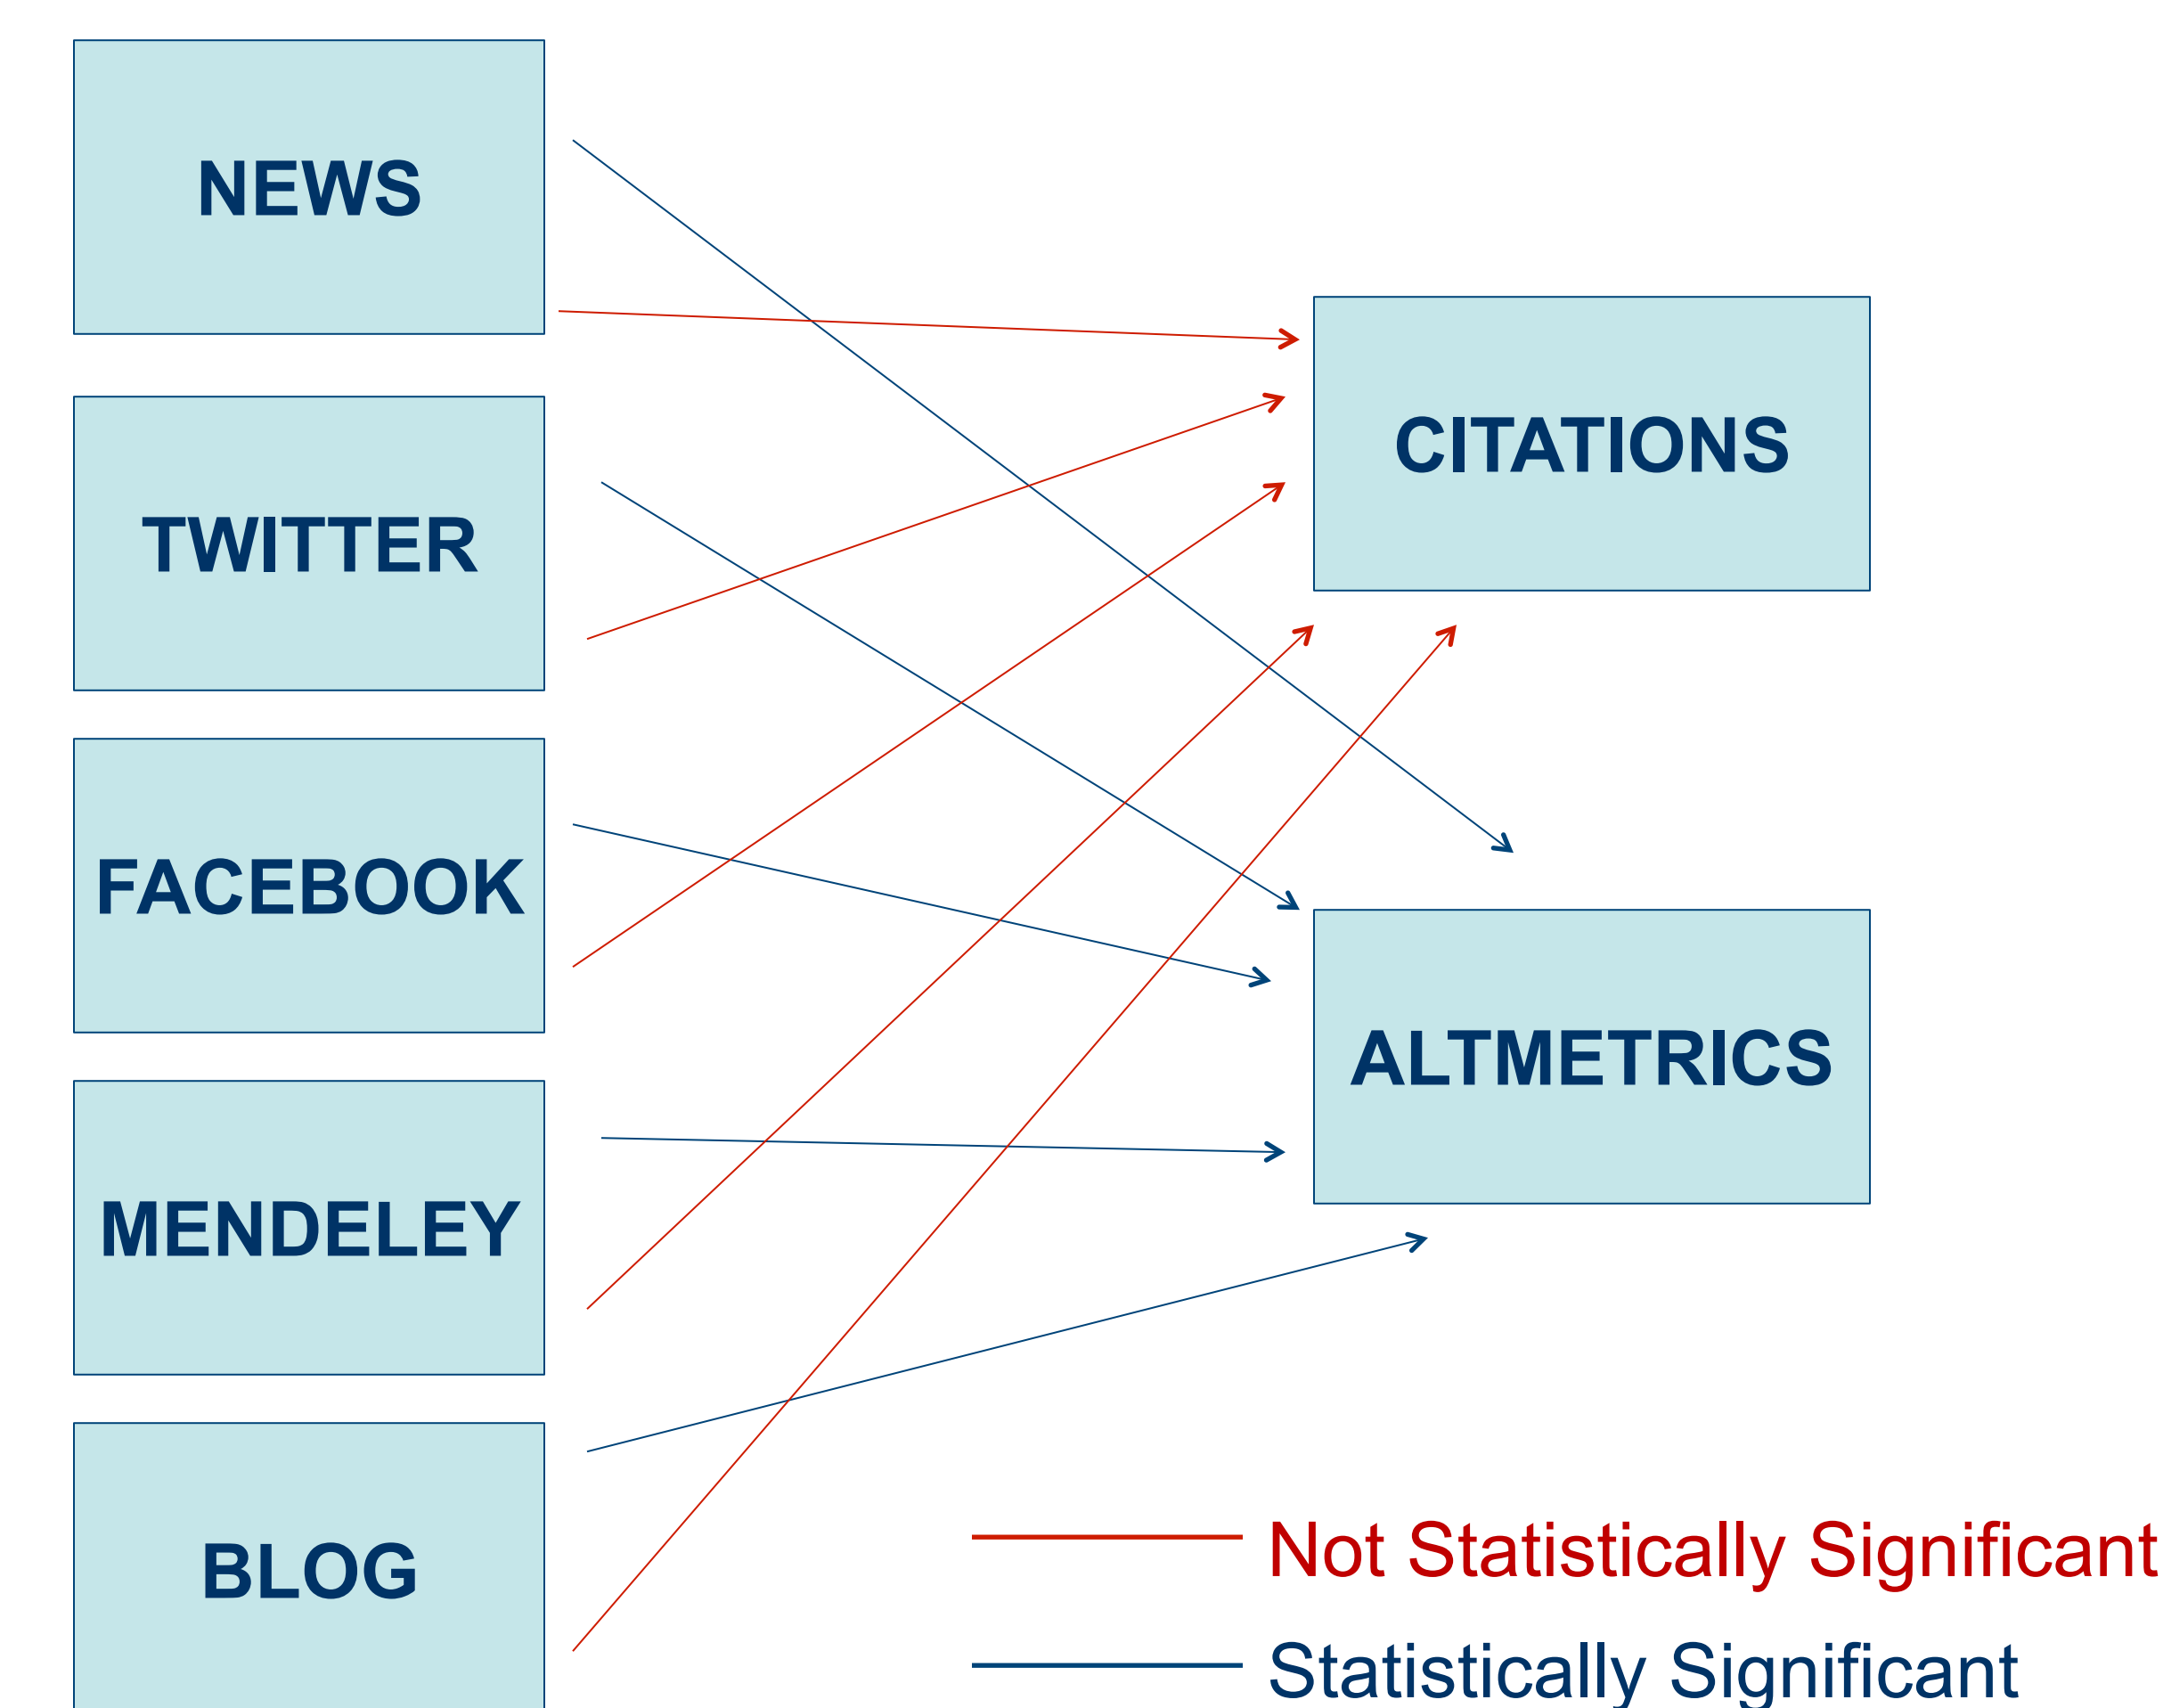 NEWS
CITATIONS
TWITTER
FACEBOOK
ALTMETRICS
MENDELEY
BLOG
Not Statistically Significant
Statistically Significant